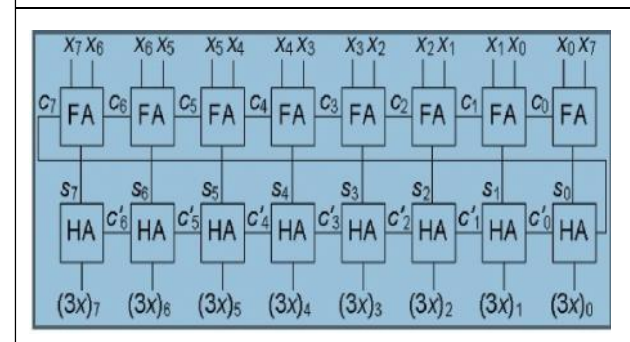 X7 X6 X6 X5 X5 X4 X4 X3 X3 X2 X2 X1 X1 X0 X0 X7
C7 FA C6 FA C5 FA C4 FA C3 FA C2 FA C1 FA C0 FA
S7 S6 S5 S4 S3 S2 S1 S0
HA C'6 HA C'5 HA C'4 HA C'3 HA C'2 HA C'1 HA C'0 HA
(3x)7 (3x)6 (3x)5 (3x)4 (3x)3 (3x)2 (3x)1 (3x)0